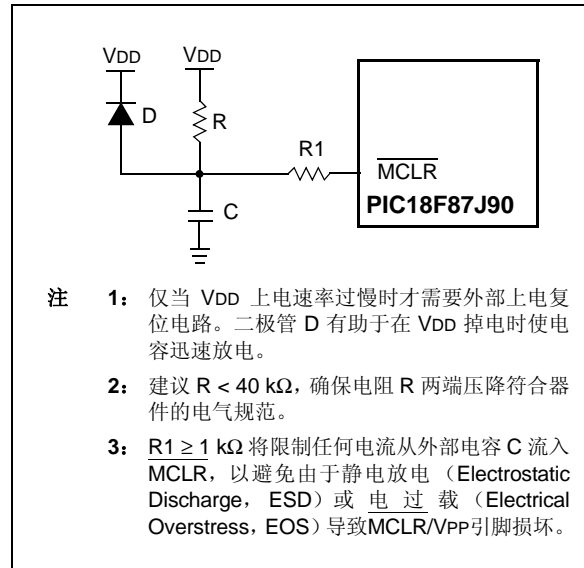 VDD VDD
D R
R1
MCLR
C PIC18F87J90
注 1: 仅当 VDD 上电速率过慢时才需要外部上电复
位电路。二极管 D 有助于在 VDD 掉电时使电
容迅速放电。
2: 建议 R < 40 kΩ，确保电阻 R 两端压降符合器
件的电气规范。
3: R1 ≥ 1 kΩ 将限制任何电流从外部电容 C 流入
MCLR，以避免由于静电放电 （Electrostatic
Discharge， ESD）或 电 过 载 （Electrical
Overstress，EOS）导致MCLR/VPP引脚损坏。